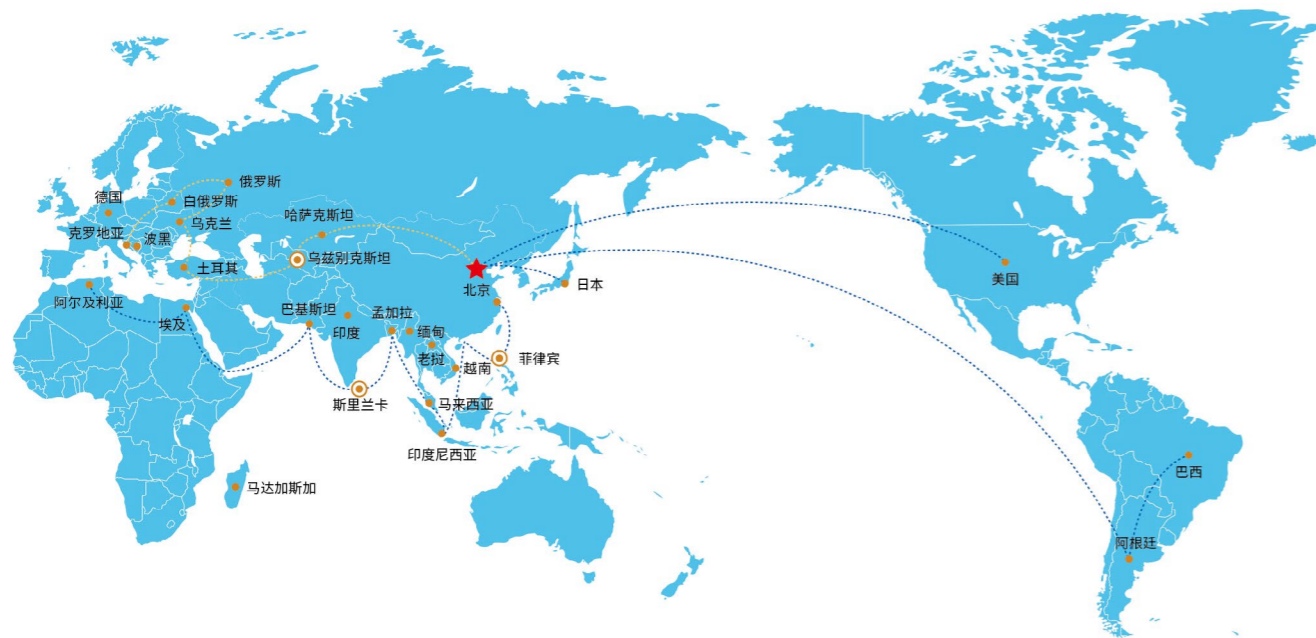 俄罗斯
德国
白俄罗斯
哈萨克斯坦
乌克兰
克罗地亚
波黑
乌兹别克斯坦
土耳其
美国
日本
北京
阿尔及利亚
巴基斯坦
孟加拉
埃及
印度
缅甸
老挝
菲律宾
越南
斯里兰卡
马来西亚
印度尼西亚
巴西
马达加斯加
阿根廷